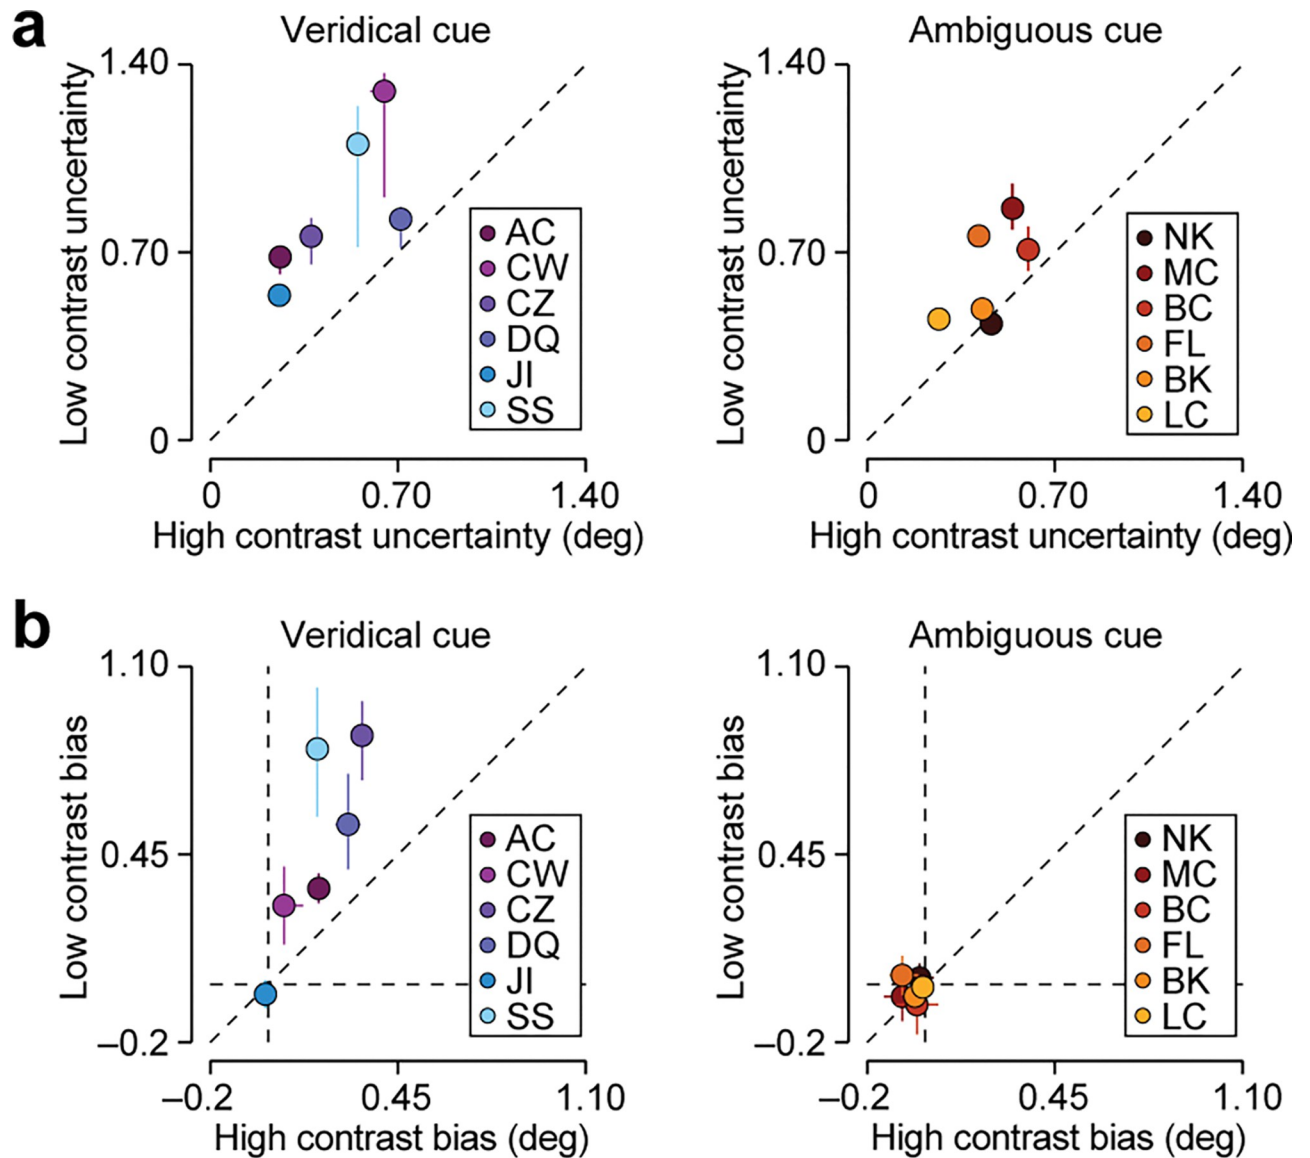 a
Veridical cue
Low contrast uncertainty
1.40
0.70
0
0
0.70
1.40
High contrast uncertainty (deg)
AC
CW
CZ
DQ
JI
SS
Ambiguous cue
Low contrast uncertainty
1.40
0.70
0
0
0.70
1.40
High contrast uncertainty (deg)
NK
MC
BC
FL
BK
LC
b
Veridical cue
Low contrast bias
1.10
0.45
–0.2
–0.2
0.45
1.10
High contrast bias (deg)
AC
CW
CZ
DQ
JI
SS
Ambiguous cue
Low contrast bias
1.10
0.45
–0.2
–0.2
0.45
1.10
High contrast bias (deg)
NK
MC
BC
FL
BK
LC